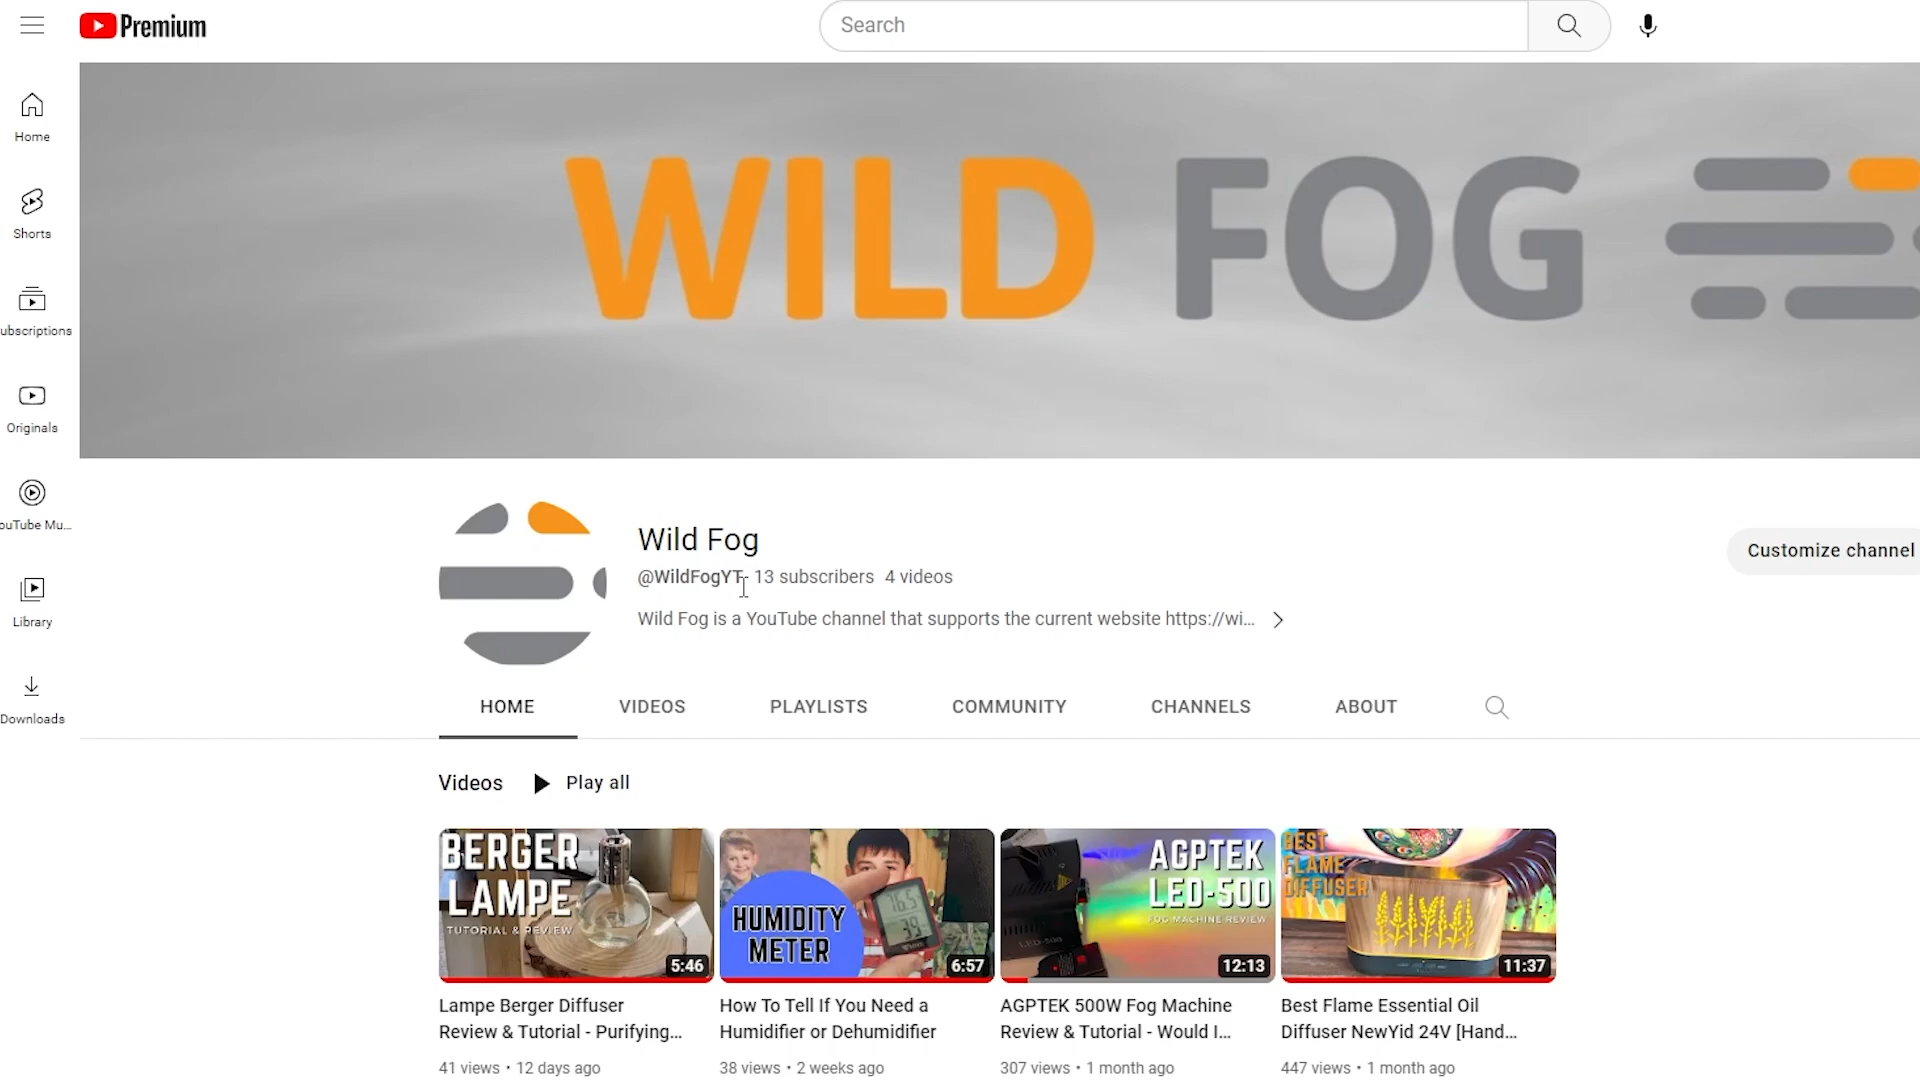 Premium
Search
Home
Shorts
ubscriptions
Originals
ouTube Mu...
Library
Downloads
WILD FOG
Wild Fog
@WildFogYT 13 subscribers 4 videos
Wild Fog is a YouTube channel that supports the current website https://wi...
Customize channel
HOME VIDEOS PLAYLISTS COMMUNITY CHANNELS ABOUT
Videos Play all
BERGER
LAMPE
TUTORIAL & REVIEW
5:46
HUMIDITY
METER
76.5
39
6:57
AGPTEK
LED-500
FOG MACHINE REVIEW
LED-500
12:13
BEST
FLAME
DIFFUSER
11:37
Lampe Berger Diffuser
Review & Tutorial - Purifying...
41 views • 12 days ago
How To Tell If You Need a
Humidifier or Dehumidifier
38 views • 2 weeks ago
AGPTEK 500W Fog Machine
Review & Tutorial - Would I...
307 views • 1 month ago
Best Flame Essential Oil
Diffuser NewYid 24V [Hand...
447 views • 1 month ago